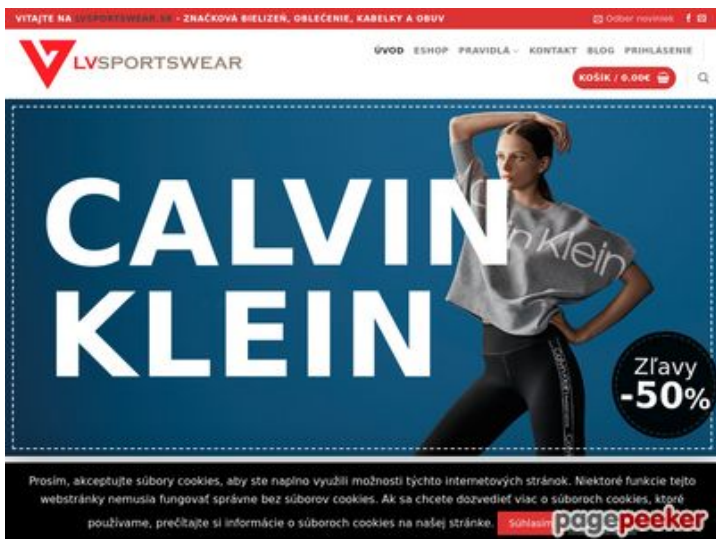 VITAJTE NA LVSPORTSWEAR.SK - ZNAČKOVÁ BIELIZEŇ, OBLEČENIE, KABELKY A OBUV
Odber noviniek
LVSPORTSWEAR
ÚVOD ESHOP PRAVIDLÁ KONTAKT BLOG PRIHLÁSENIE
KOŠÍK / 0.00€
CALVIN
KLEIN
Klein
Zľavy
-50%
Prosím, akceptujte súbory cookies, aby ste naplno využili možnosti týchto internetových stránok. Niektoré funkcie tejto
webstránky nemusia fungovať správne bez súborov cookies. Ak sa chcete dozvedieť viac o súboroch cookies, ktoré
používame, prečítajte si informácie o súboroch cookies na našej stránke.
pagepeeker